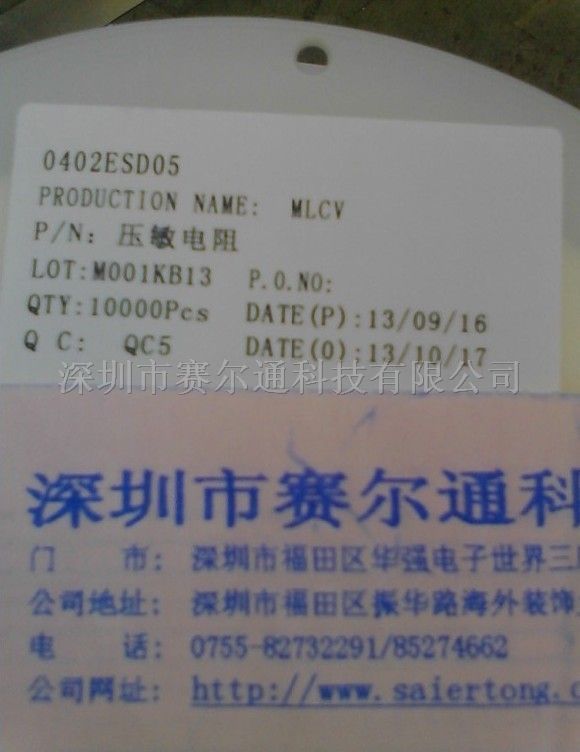 0402ESD05
PRODUCTION NAME: MLCV
P/N: 压敏电阻
LOT:M001KB13 P.O.NO:
QTY:10000Pcs DATE(P):13/09/16
Q C: QC5 DATE(O):13/10/17
深圳市赛尔通科技有限公司
深圳市赛尔通科
门 市: 深圳市福田区华强电子世界三
公司地址: 深圳市福田区振华路海外装饰
电 话: 0755-82732291/85274662
公司网址: http://www.saiertong.c